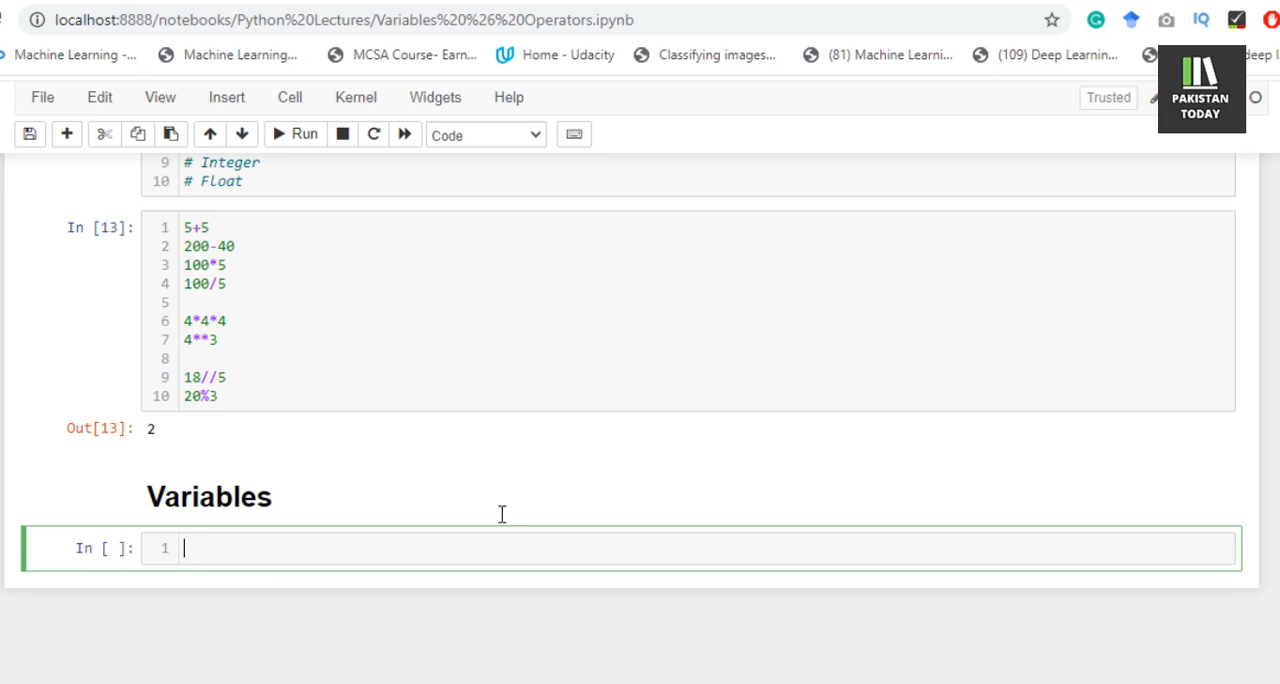 localhost:8888/notebooks/Python%20Lectures/Variables%20%26%20Operators.ipynb
IQ
Machine Learning -... Machine Learning... MCSA Course- Earn... Home - Udacity Classifying images... (81) Machine Learni... (109) Deep Learnin... deep l
PAKISTAN
TODAY
File Edit View Insert Cell Kernel Widgets Help Trusted
Run Code
9 # Integer
10 # Float
In [13]: 1 5+5
2 200-40
3 100*5
4 100/5
5
6 4*4*4
7 4**3
8
9 18//5
10 20%3
Out[13]: 2
Variables
In [ ]: 1